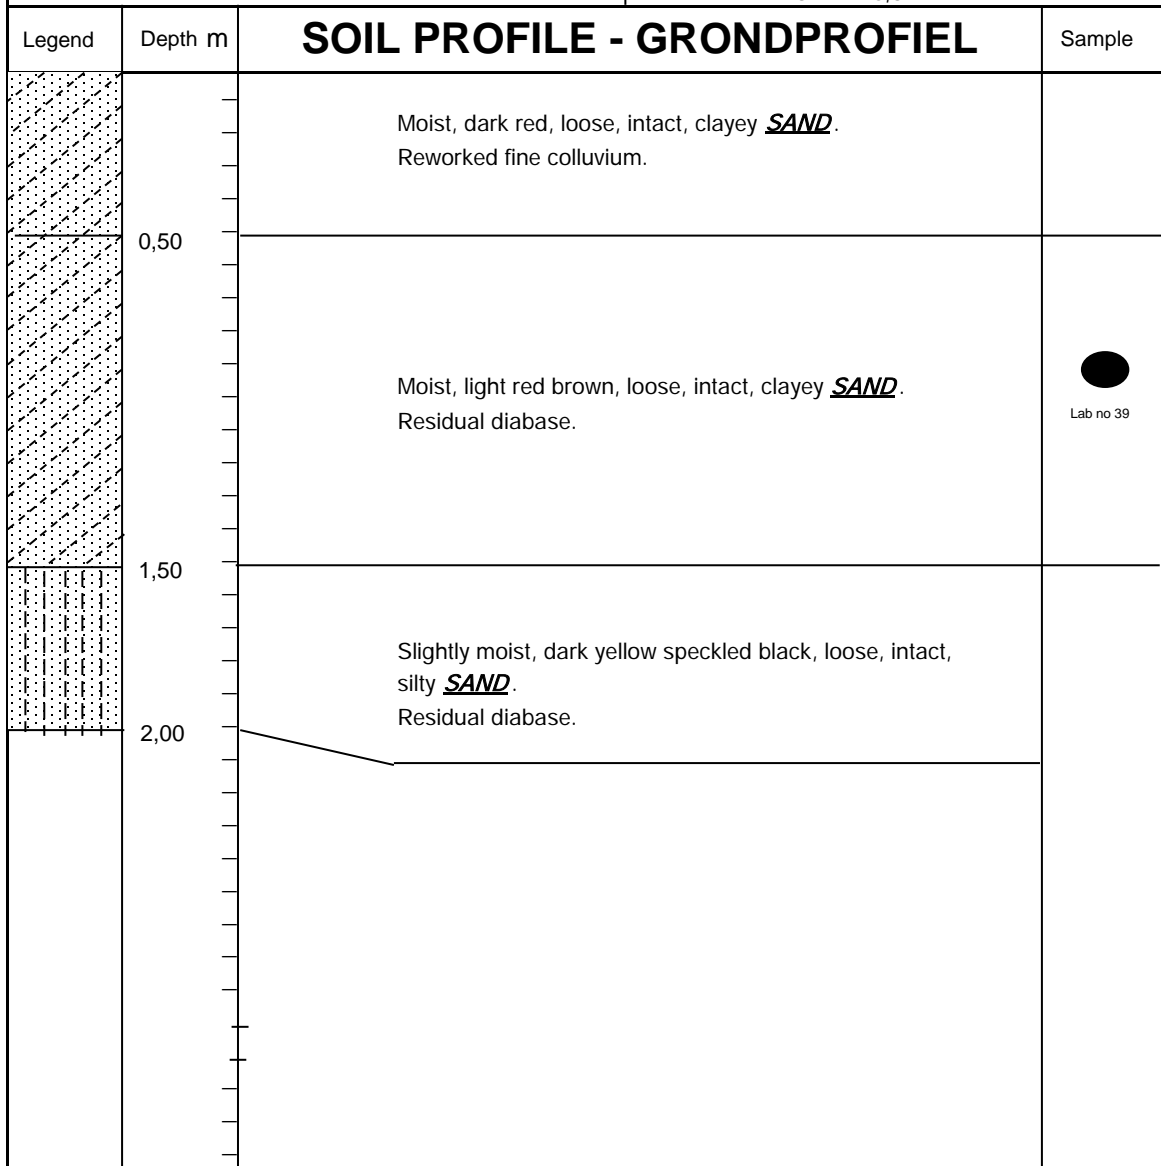 Legend
Depth m
SOIL PROFILE - GRONDPROFIEL
Sample
Moist, dark red, loose, intact, clayey SAND.
Reworked fine colluvium.
0,50
Moist, light red brown, loose, intact, clayey SAND.
Residual diabase.
Lab no 39
1,50
Slightly moist, dark yellow speckled black, loose, intact,
silty SAND.
Residual diabase.
2,00